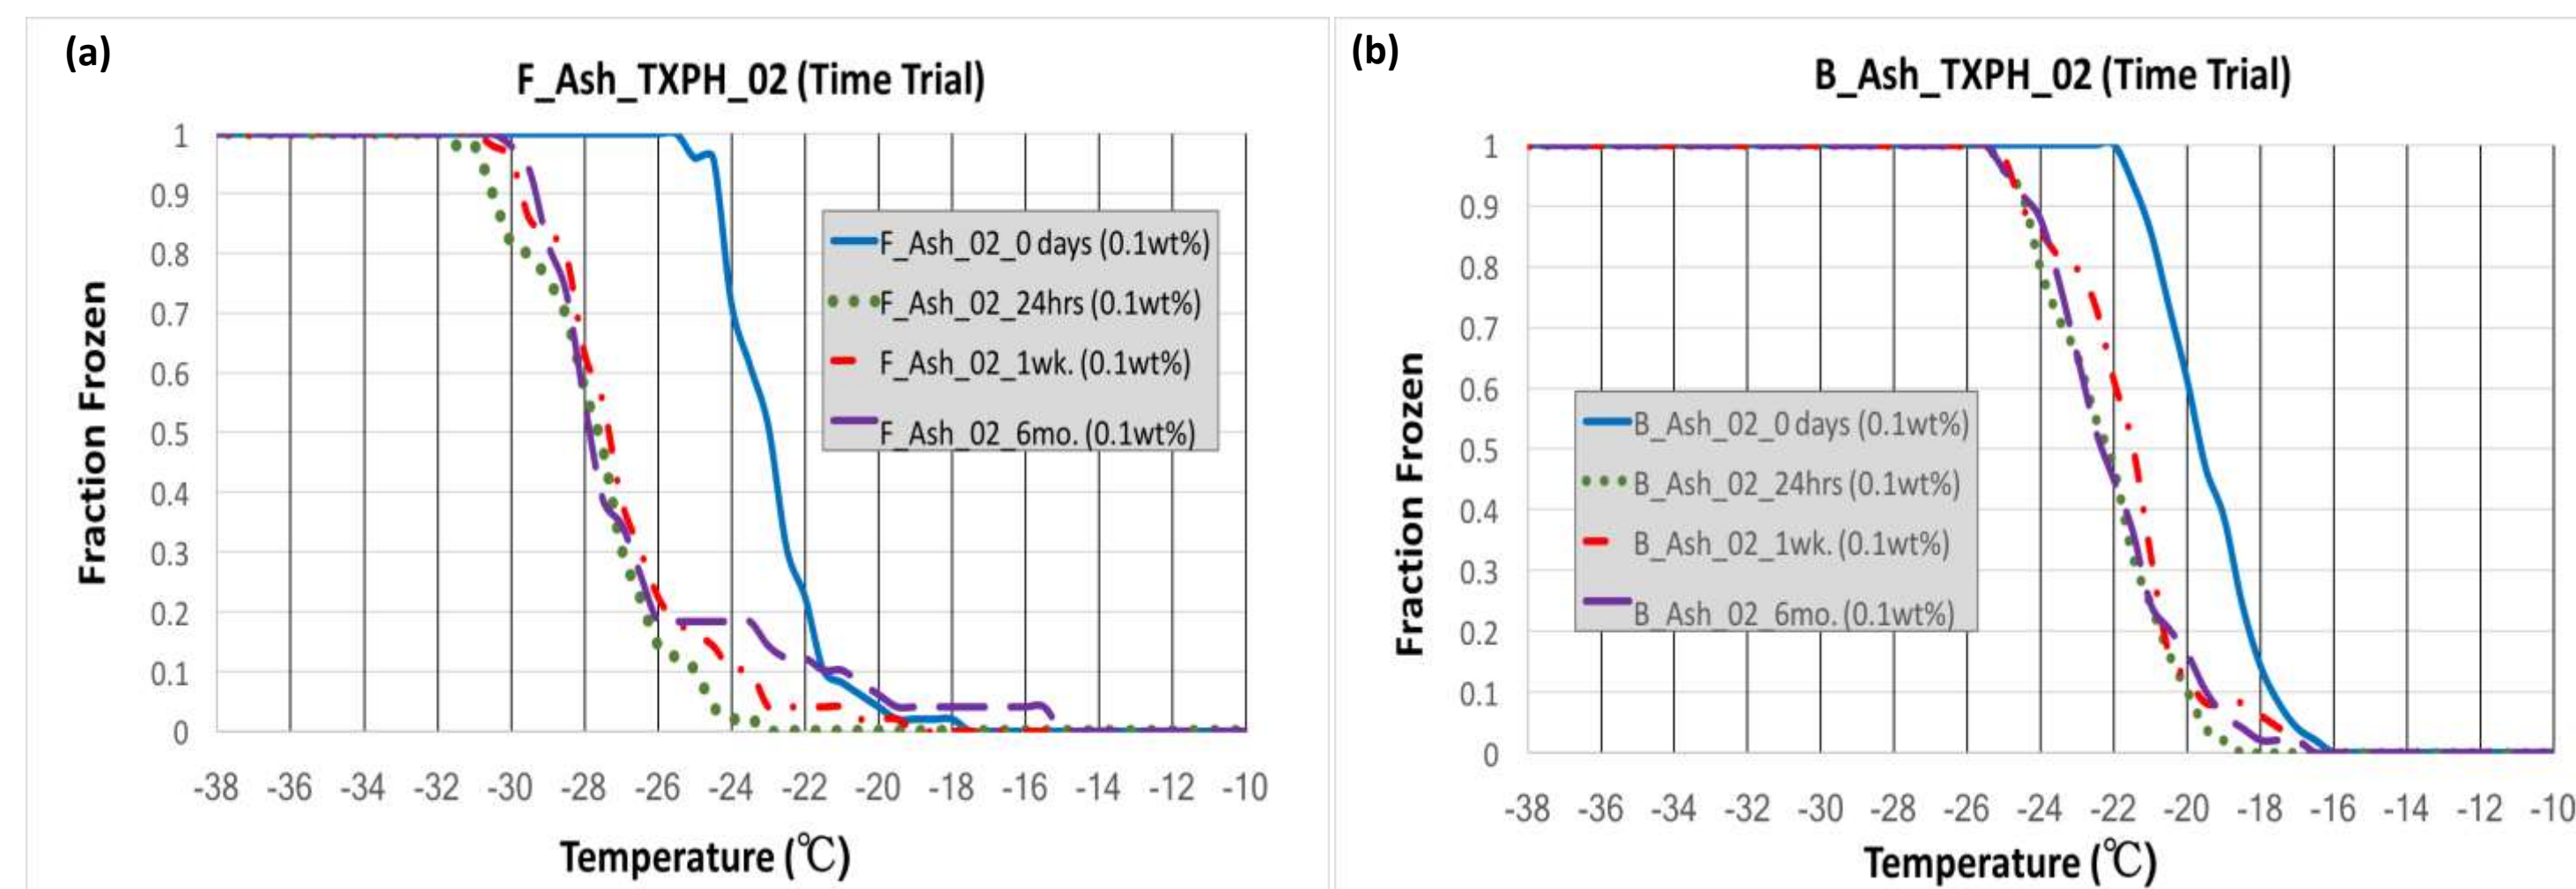 (a)
F_Ash_TXPH_02 (Time Trial)
Fraction Frozen
1
0.9
0.8
0.7
0.6
0.5
0.4
0.3
0.2
0.1
0
F_Ash_02_0 days (0.1wt%)
F_Ash_02_24hrs (0.1wt%)
F_Ash_02_1wk. (0.1wt%)
F_Ash_02_6mo. (0.1wt%)
-38 -36 -34 -32 -30 -28 -26 -24 -22 -20 -18 -16 -14 -12 -10
Temperature (℃)
(b)
B_Ash_TXPH_02 (Time Trial)
Fraction Frozen
1
0.9
0.8
0.7
0.6
0.5
0.4
0.3
0.2
0.1
0
B_Ash_02_0 days (0.1wt%)
B_Ash_02_24hrs (0.1wt%)
B_Ash_02_1wk. (0.1wt%)
B_Ash_02_6mo. (0.1wt%)
-38 -36 -34 -32 -30 -28 -26 -24 -22 -20 -18 -16 -14 -12 -10
Temperature (℃)